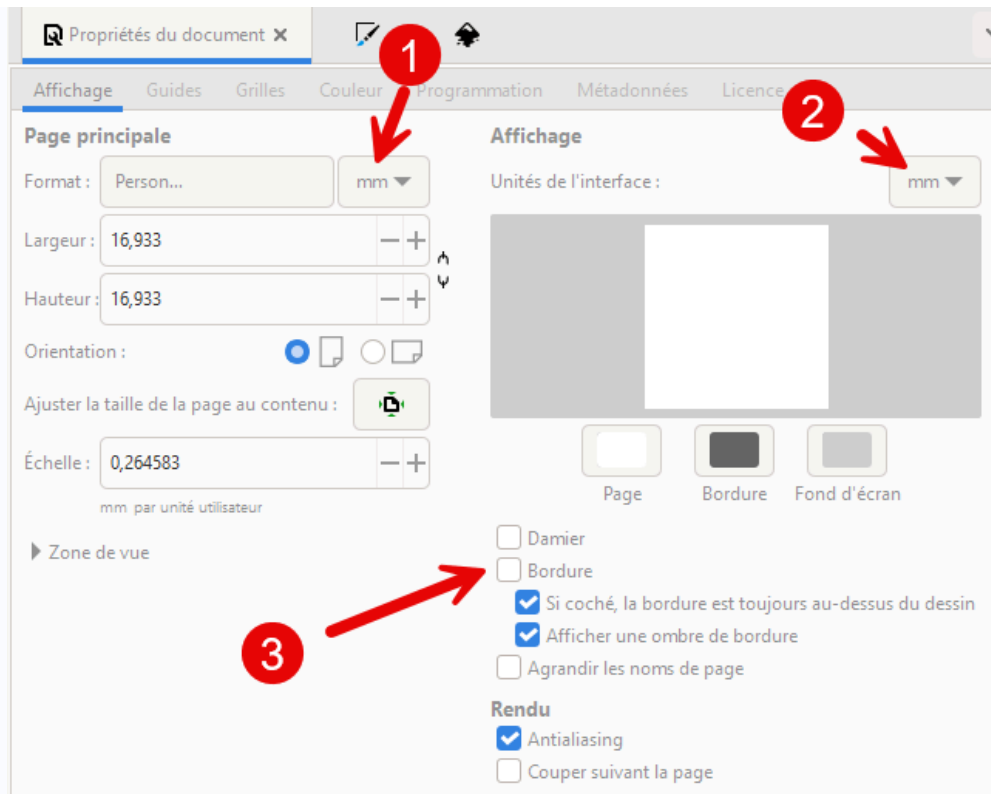 Propriétés du document
1
Affichage Guides Grilles Couleur Programmation Métadonnées Licence
2
Page principale
Format : Person... mm
Largeur : 16,933
Hauteur : 16,933
Orientation :
Ajuster la taille de la page au contenu :
Échelle : 0,264583
mm par unité utilisateur
Zone de vue
3
Affichage
Unités de l'interface : mm
Page Bordure Fond d'écran
Damier
Bordure
Si coché, la bordure est toujours au-dessus du dessin
Afficher une ombre de bordure
Agrandir les noms de page
Rendu
Antialiasing
Couper suivant la page